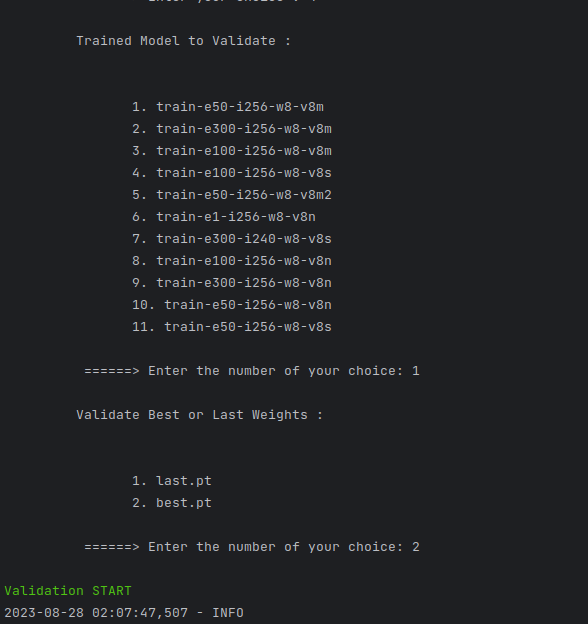 Trained Model to Validate :
1. train-e50-i256-w8-v8m
2. train-e300-i256-w8-v8m
3. train-e100-i256-w8-v8m
4. train-e100-i256-w8-v8s
5. train-e50-i256-w8-v8m2
6. train-e1-i256-w8-v8n
7. train-e300-i240-w8-v8s
8. train-e100-i256-w8-v8n
9. train-e300-i256-w8-v8n
10. train-e50-i256-w8-v8n
11. train-e50-i256-w8-v8s
======> Enter the number of your choice: 1
Validate Best or Last Weights :
1. last.pt
2. best.pt
======> Enter the number of your choice: 2
Validation START
2023-08-28 02:07:47,507 - INFO